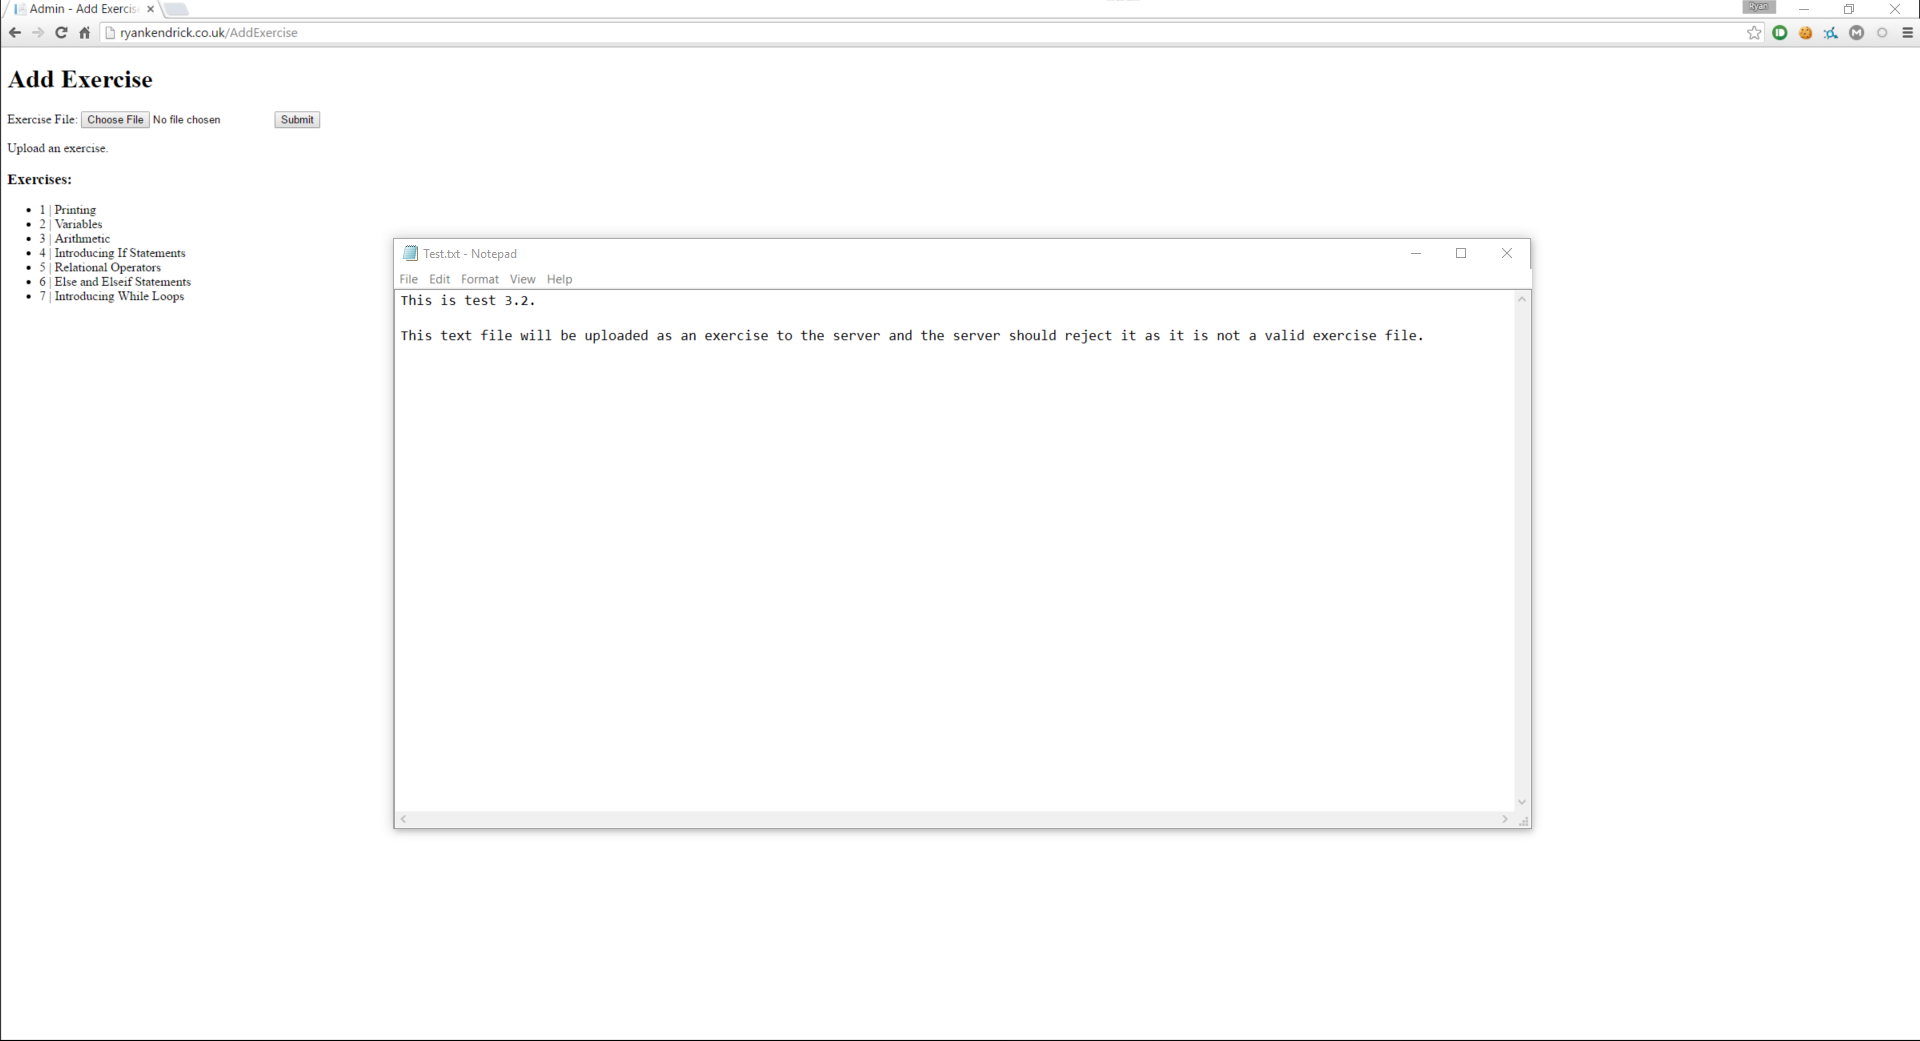 Admin - Add Exercis
Ryan
ryankendrick.co.uk/AddExercise
Add Exercise
Exercise File: Choose File No file chosen Submit
Upload an exercise.
Exercises:
1 | Printing
2 | Variables
3 | Arithmetic
4 | Introducing If Statements
5 | Relational Operators
6 | Else and Elseif Statements
7 | Introducing While Loops
Test.txt - Notepad
File Edit Format View Help
This is test 3.2.
This text file will be uploaded as an exercise to the server and the server should reject it as it is not a valid exercise file.